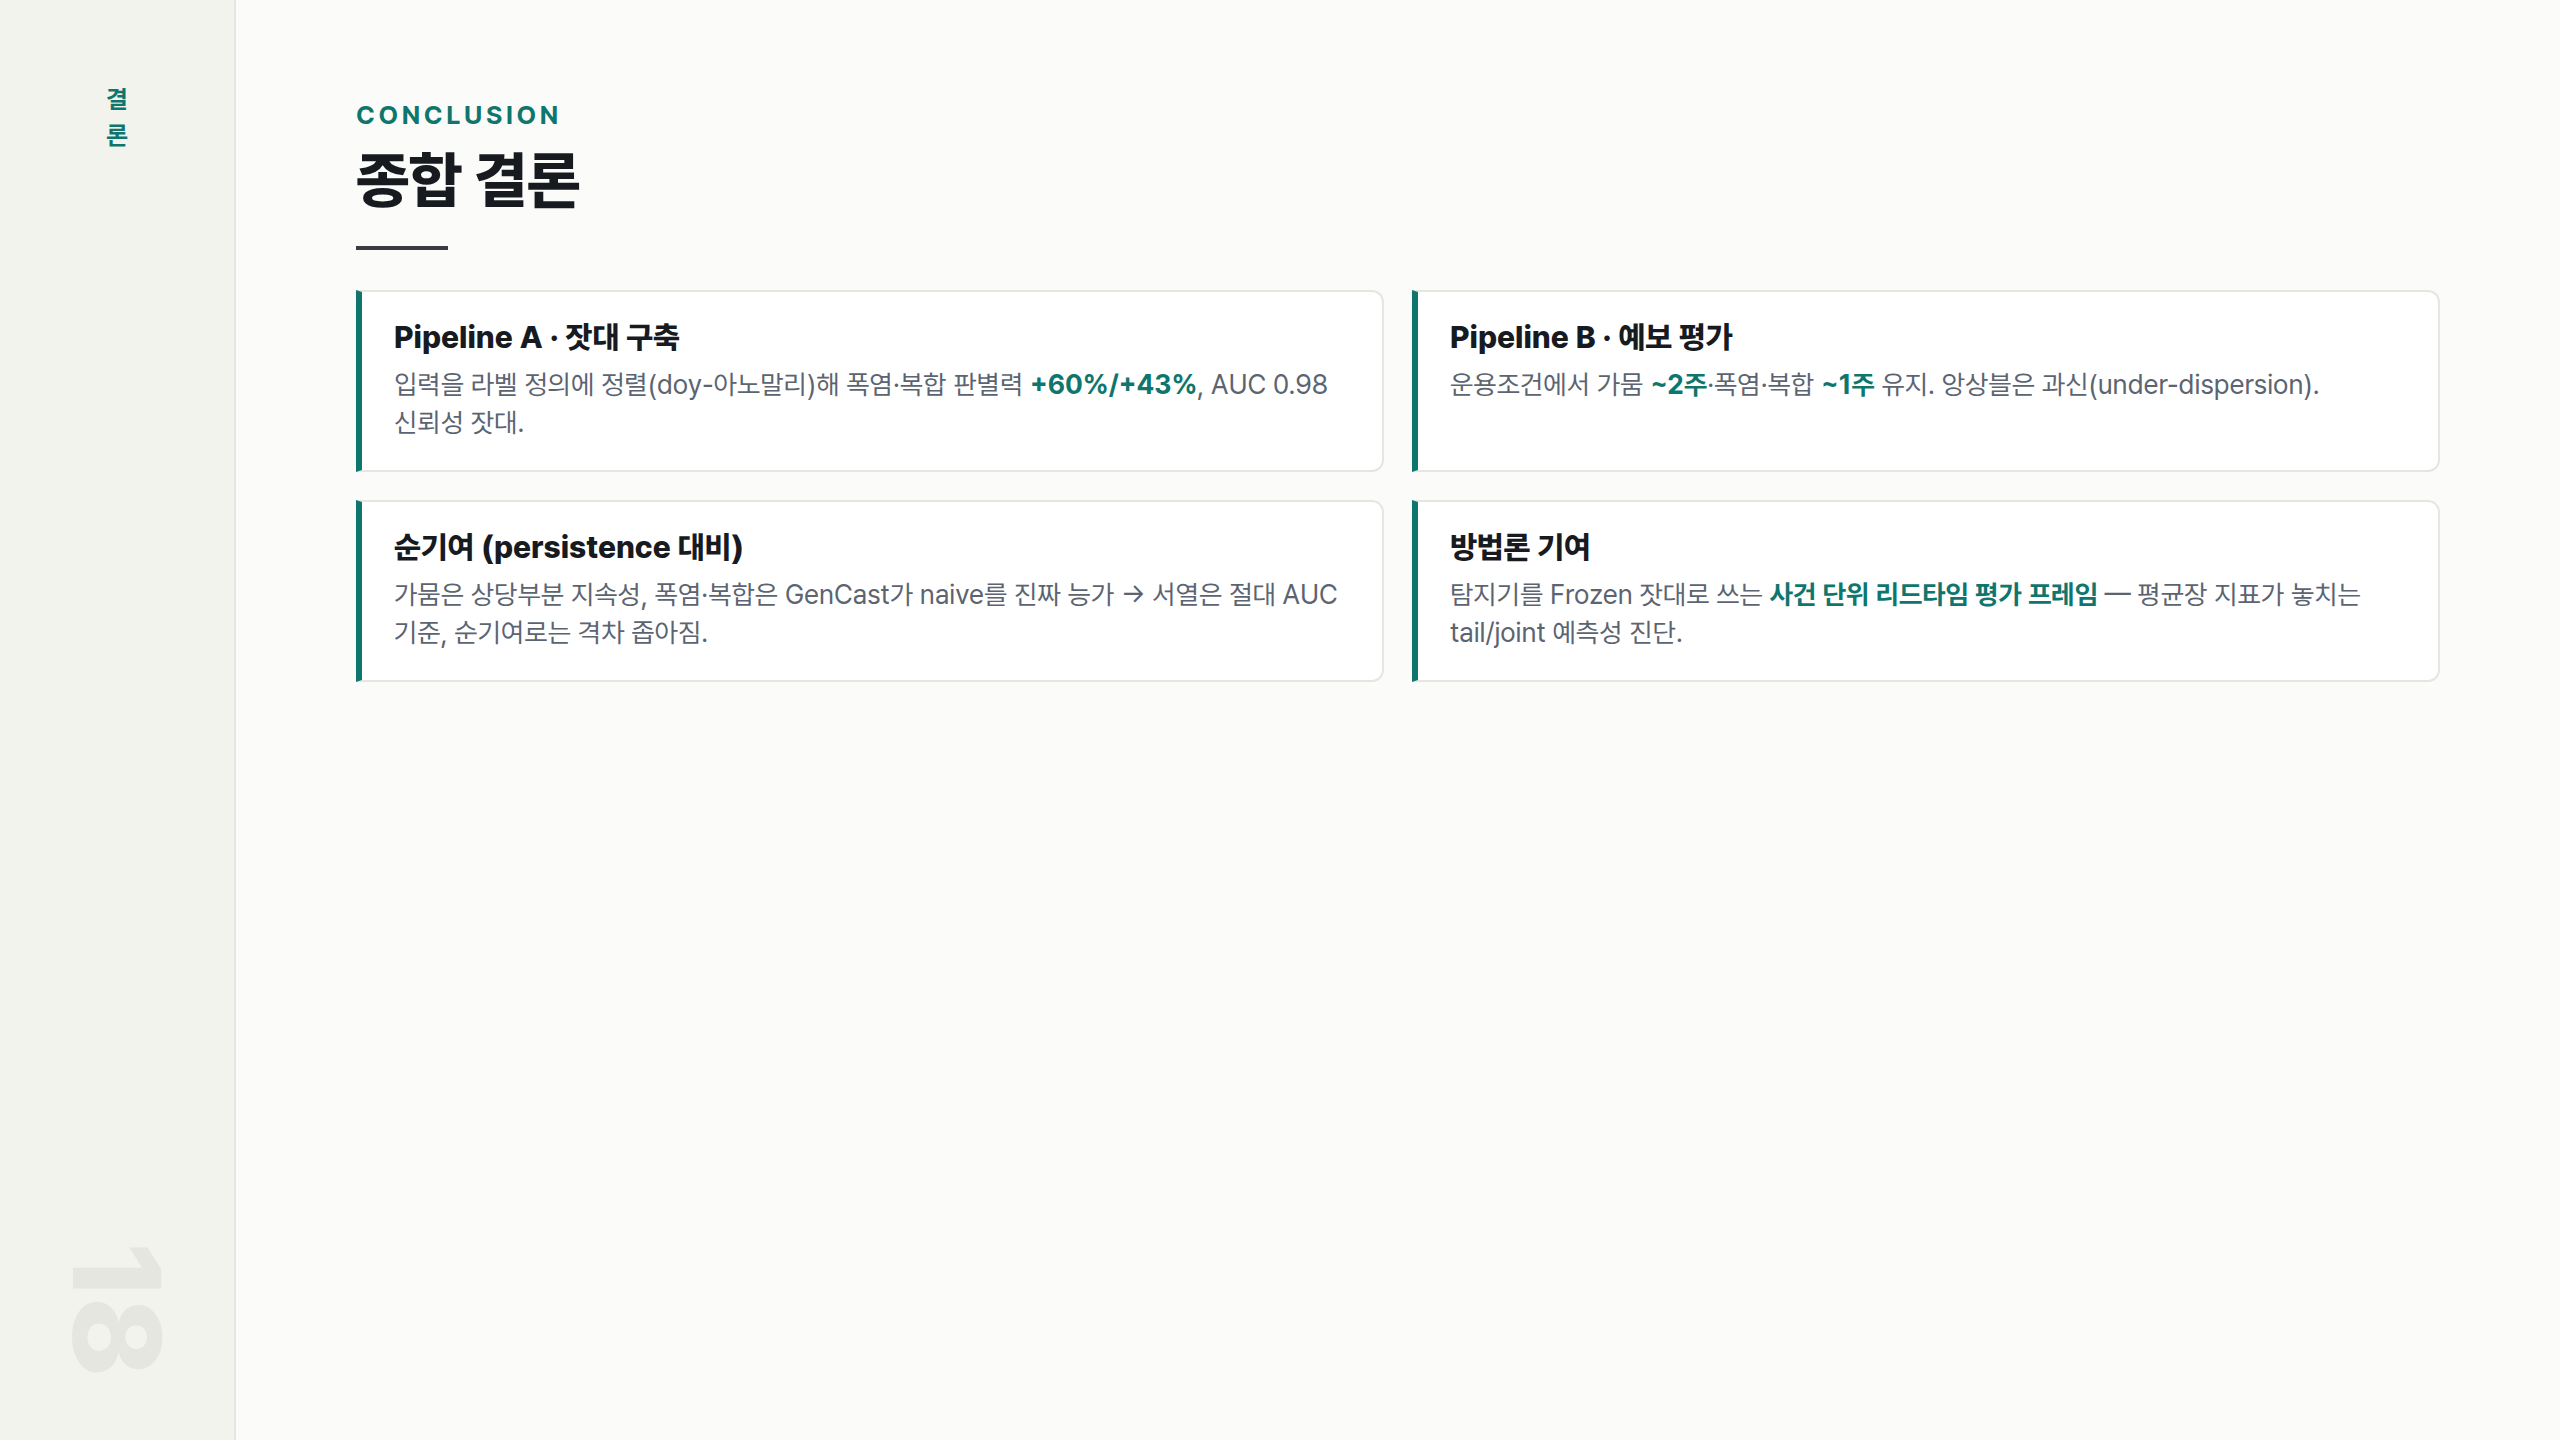 결
론
CONCLUSION
종합 결론
Pipeline A · 잣대 구축
입력을 라벨 정의에 정렬(doy-아노말리)해 폭염·복합 판별력 +60%/+43%, AUC 0.98
신뢰성 잣대.
Pipeline B · 예보 평가
운용조건에서 가뭄 ~2주·폭염·복합 ~1주 유지. 앙상블은 과신(under-dispersion).
순기여 (persistence 대비)
가뭄은 상당부분 지속성, 폭염·복합은 GenCast가 naive를 진짜 능가 → 서열은 절대 AUC
기준, 순기여로는 격차 좁아짐.
방법론 기여
탐지기를 Frozen 잣대로 쓰는 사건 단위 리드타임 평가 프레임 — 평균장 지표가 놓치는
tail/joint 예측성 진단.
18